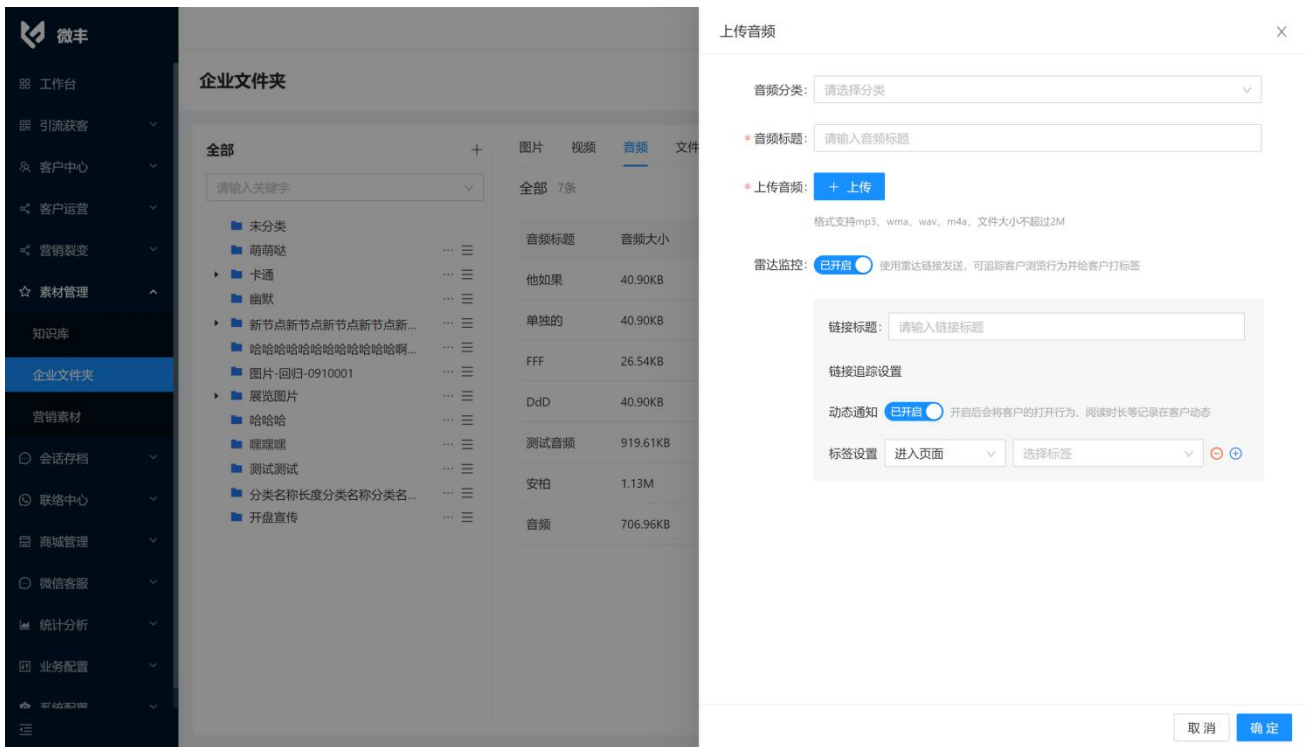 微丰
工作台
引流获客
客户中心
客户运营
营销裂变
素材管理
知识库
企业文件夹
营销素材
会话存档
联络中心
商城管理
微信客服
统计分析
业务配置
系统配置
企业文件夹
全部
请输入关键字
未分类
萌萌哒
卡通
幽默
新节点新节点新节点新节点新...
哈哈哈哈哈哈哈哈哈哈哈啊...
图片-回归-0910001
展览图片
哈哈哈
嘿嘿嘿
测试测试
分类名称长度分类名称分类名...
开盘宣传
图片 视频 音频 文件
全部 7条
音频标题 音频大小
他如果 40.90KB
单独的 40.90KB
FFF 26.54KB
DdD 40.90KB
测试音频 919.61KB
安柏 1.13M
音频 706.96KB
上传音频
音频分类: 请选择分类
* 音频标题: 请输入音频标题
* 上传音频: + 上传
格式支持mp3、wma、wav、m4a,文件大小不超过2M
雷达监控: 已开启 使用雷达链接发送,可追踪客户浏览行为并给客户打标签
链接标题: 请输入链接标题
链接追踪设置
动态通知 已开启 开启后会将客户的打开行为、阅读时长等记录在客户动态
标签设置 进入页面 选择标签
取消 确定